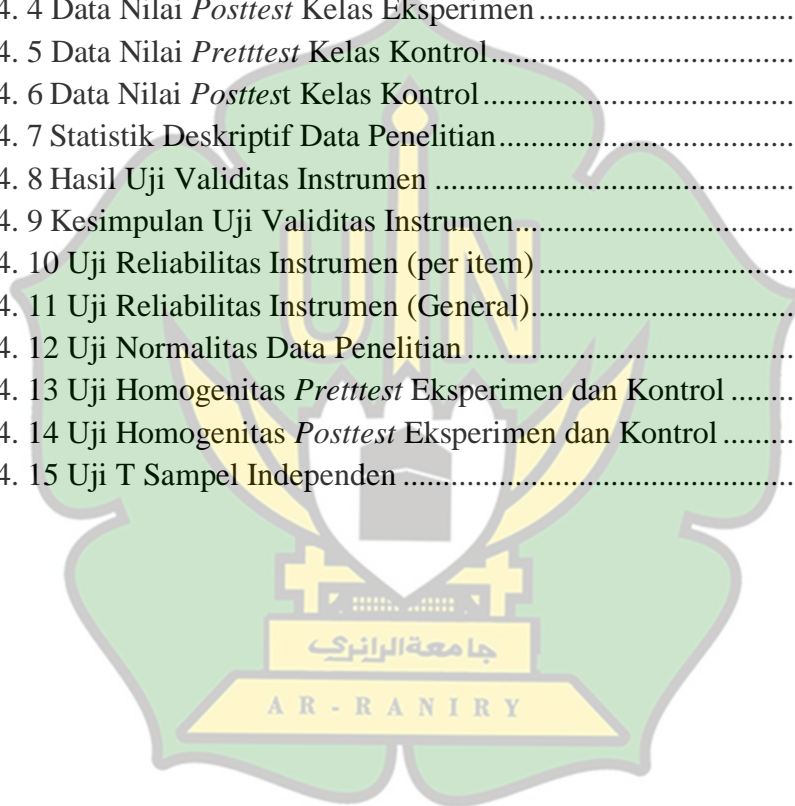 4. 4 Data Nilai Posttest Kelas Eksperimen..................................
4. 5 Data Nilai Pretttest Kelas Kontrol..........................................
4. 6 Data Nilai Posttest Kelas Kontrol...........................................
4. 7 Statistik Deskriptif Data Penelitian.........................................
4. 8 Hasil Uji Validitas Instrumen ..................................................
4. 9 Kesimpulan Uji Validitas Instrumen......................................
4. 10 Uji Reliabilitas Instrumen (per item)...................................
4. 11 Uji Reliabilitas Instrumen (General)....................................
4. 12 Uji Normalitas Data Penelitian.............................................
4. 13 Uji Homogenitas Pretttest Eksperimen dan Kontrol ..........
4. 14 Uji Homogenitas Posttest Eksperimen dan Kontrol ...........
4. 15 Uji T Sampel Independen......................................................
UIN
جامعة الرانري
AR-RANIRY